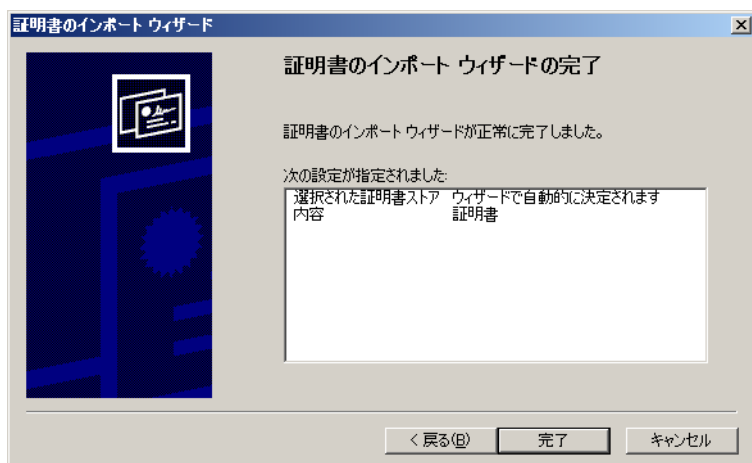 証明書のインポート ウィザード
証明書のインポート ウィザードの完了
証明書のインポート ウィザードが正常に完了しました。
次の設定が指定されました:
選択された証明書ストア ウィザードで自動的に決定されます
内容 証明書
< 戻る(B) 完了 キャンセル